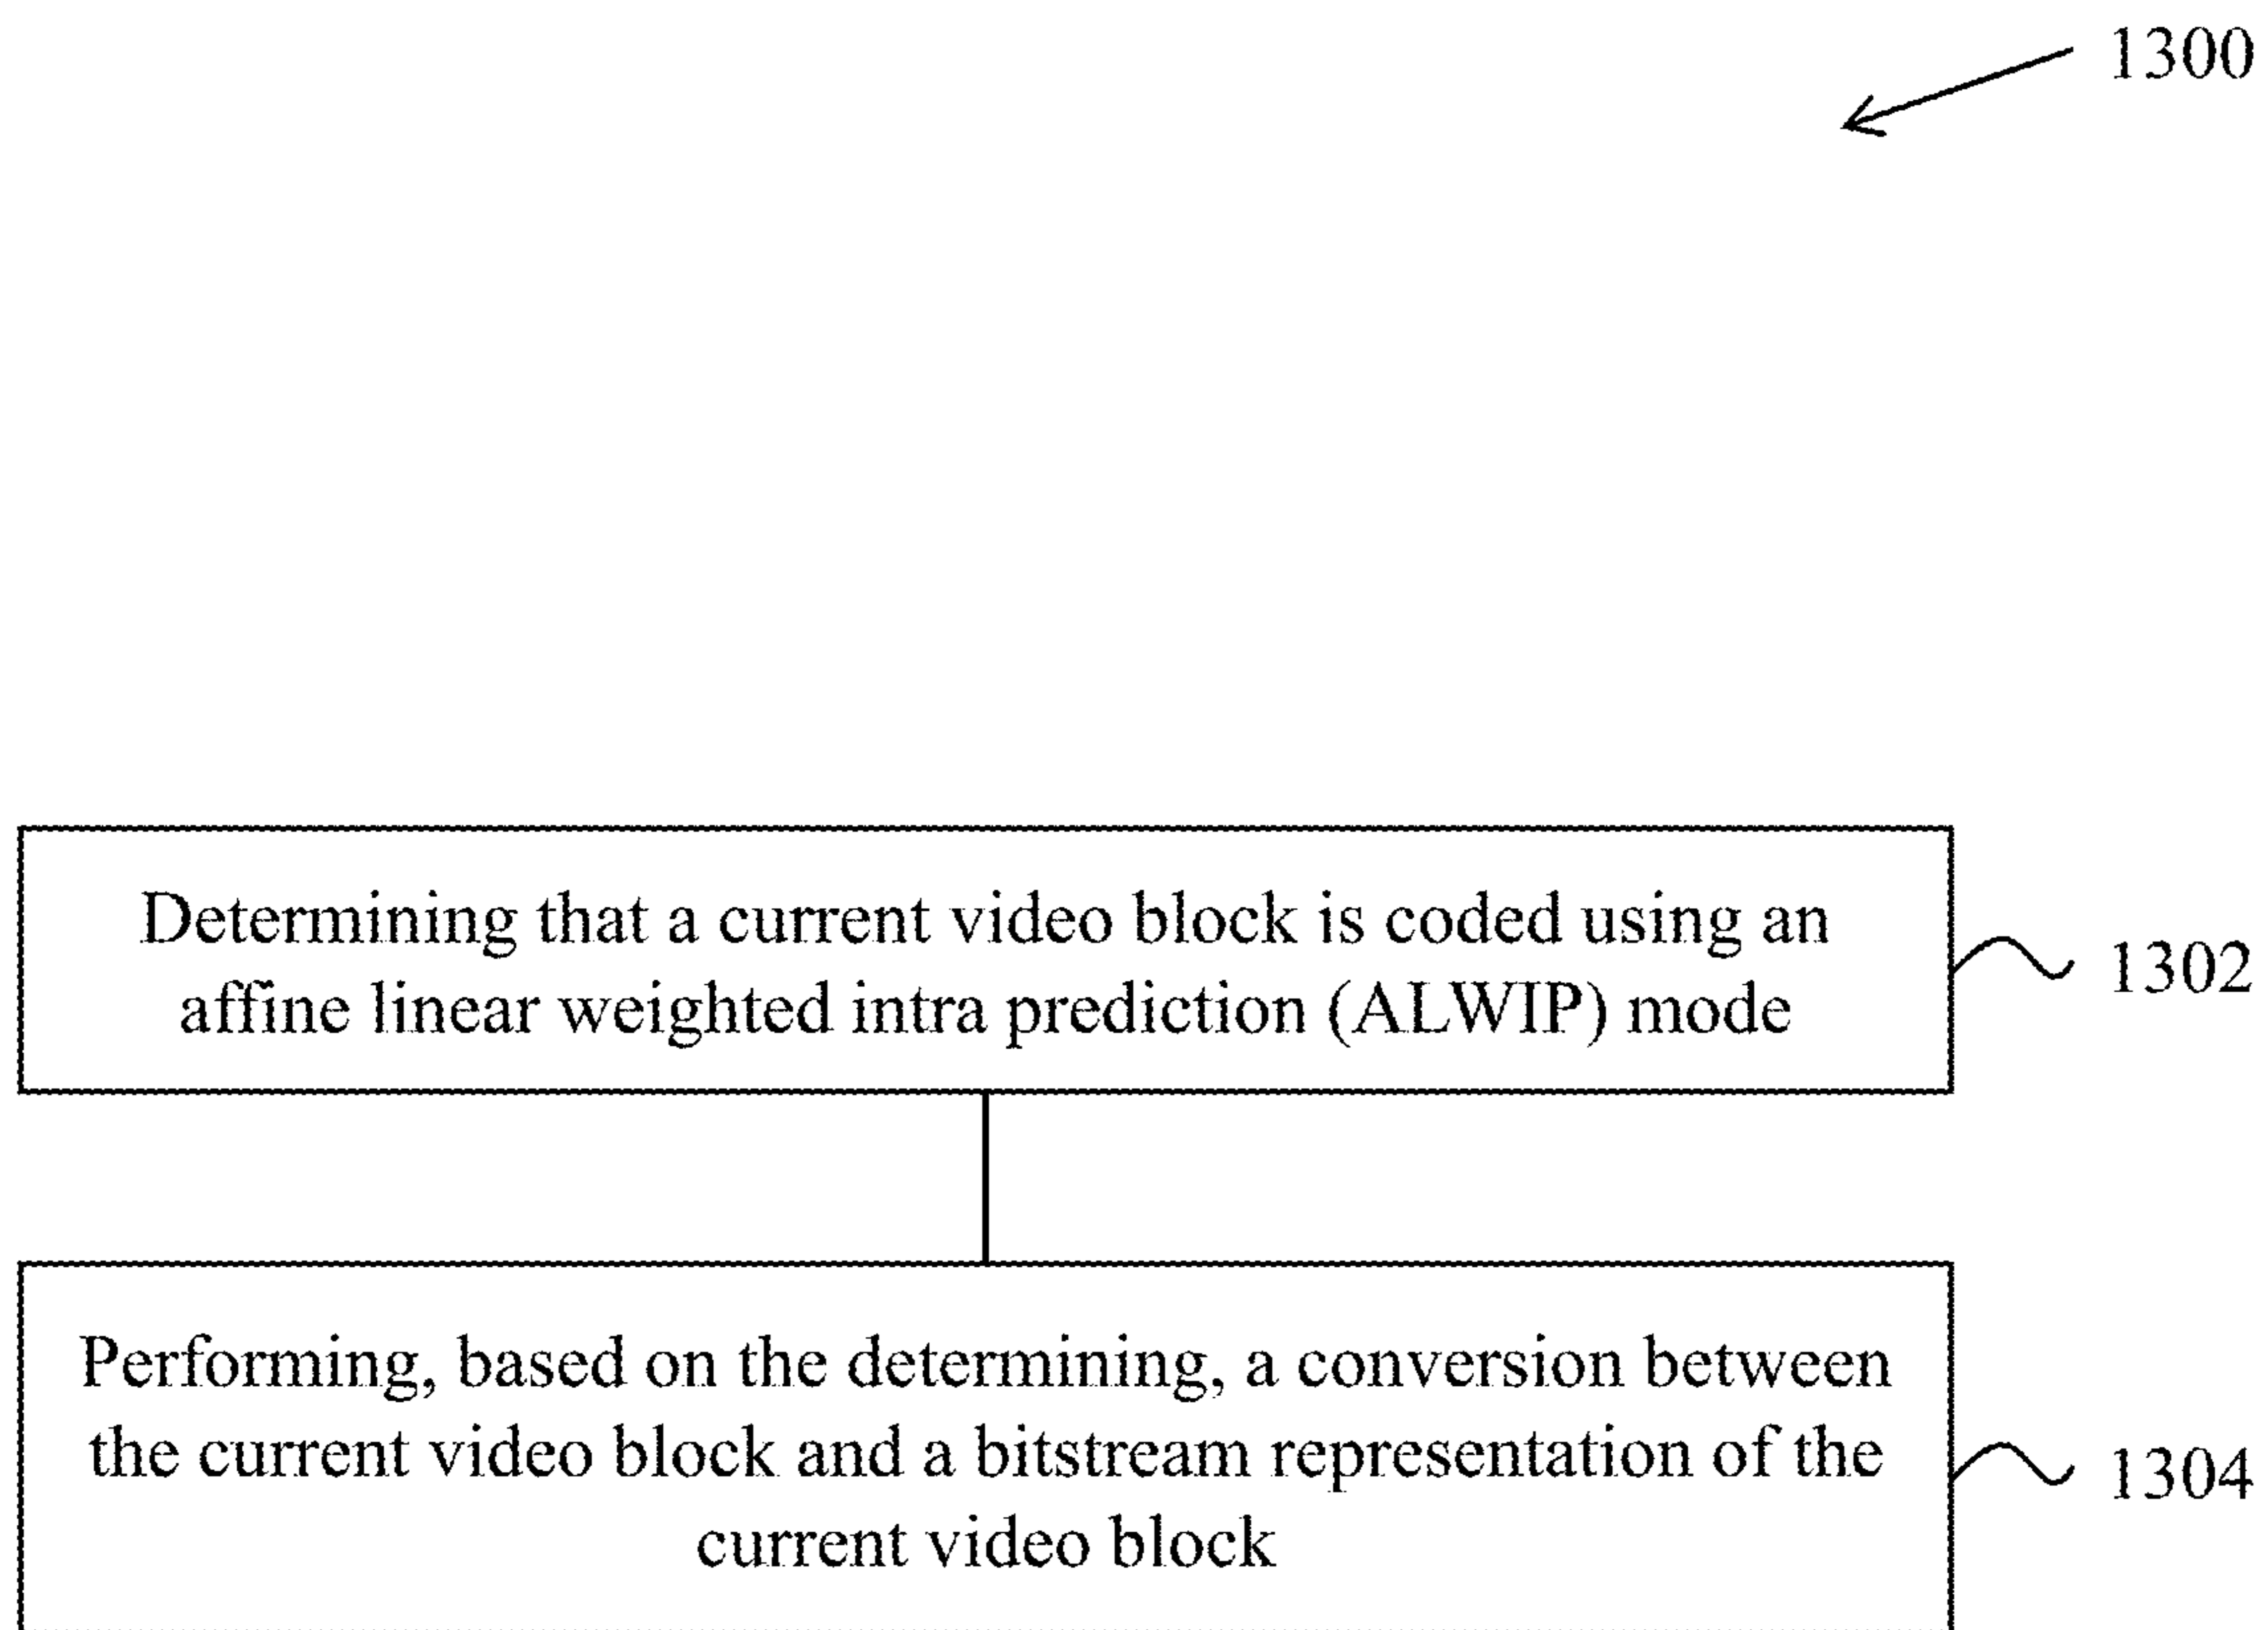 1300
Determining that a current video block is coded using an
affine linear weighted intra prediction (ALWIP) mode
1302
Performing, based on the determining, a conversion between
the current video block and a bitstream representation of the
current video block
1304